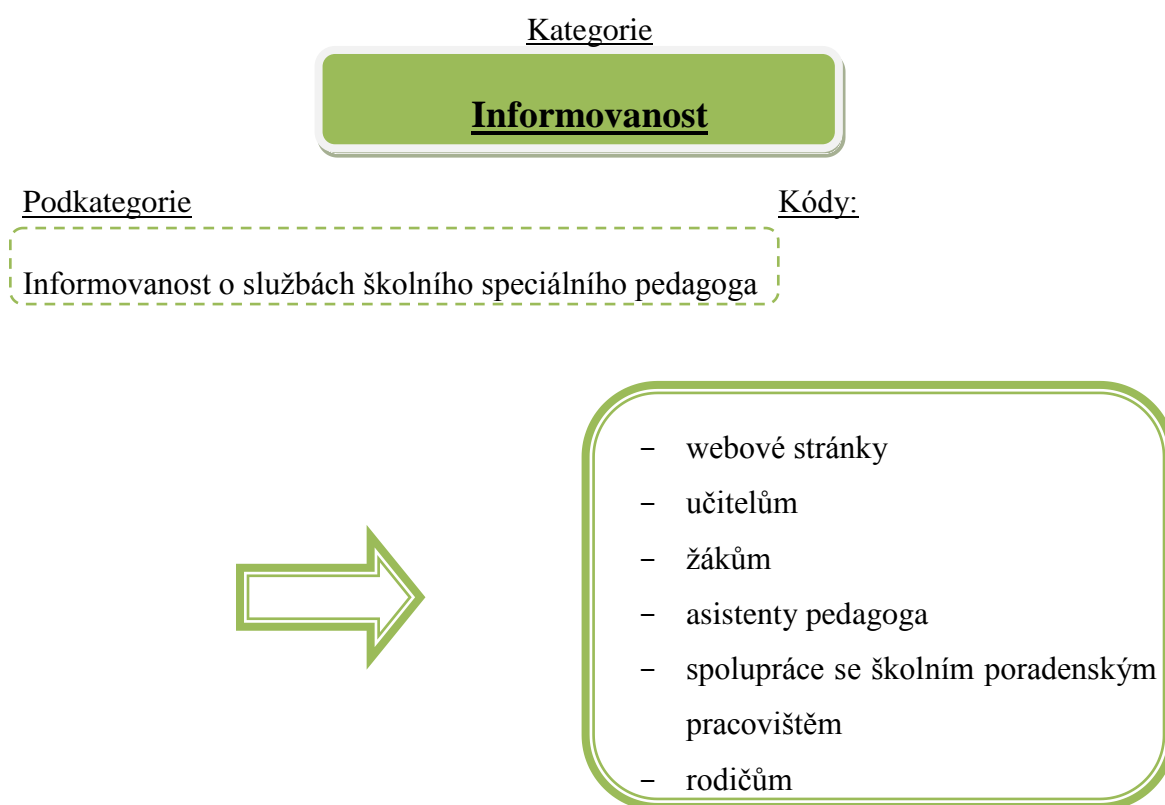 Kategorie
Informovanost
Podkategorie
Kódy:
Informovanost o službách školního speciálního pedagoga
- webové stránky
- učitelům
- žákům
- asistenty pedagoga
- spolupráce se školním poradenským
pracovištěm
- rodičům